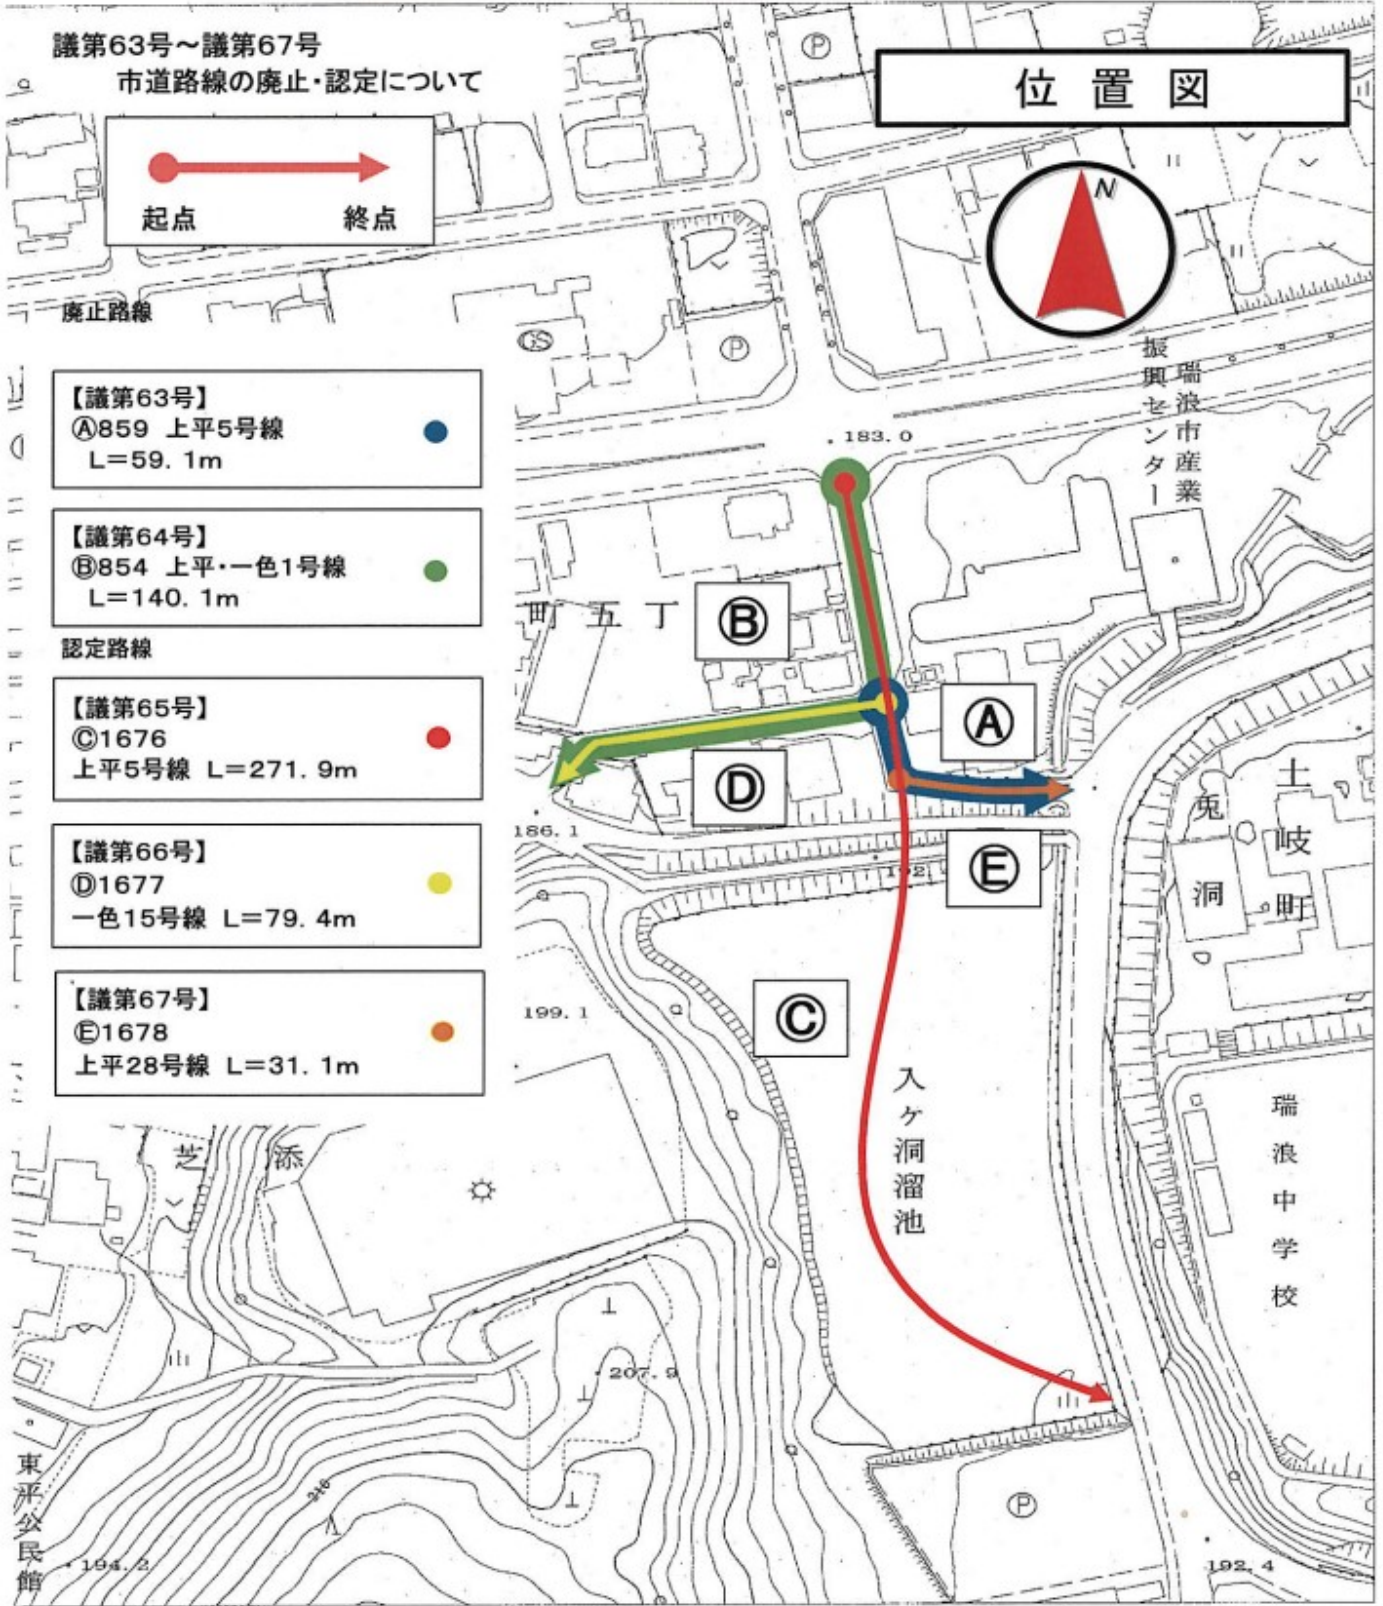 議第63号～議第67号
市道路線の廃止・認定について
位置図
起点
終点
N
P
廃止路線
GS
P
【議第63号】
Ⓐ859 上平5号線
L=59.1m
瑞浪市産業
振興センター
183.0
【議第64号】
Ⓑ854 上平・一色1号線
L=140.1m
町五丁
Ⓑ
認定路線
【議第65号】
Ⓒ1676
上平5号線 L=271.9m
Ⓐ
Ⓓ
土岐町
兎洞
186.1
【議第66号】
Ⓓ1677
一色15号線 L=79.4m
Ⓔ
192.
【議第67号】
Ⓔ1678
上平28号線 L=31.1m
199.1
Ⓒ
入ケ洞溜池
瑞浪中学校
芝添
207.9
東平公民館
210
P
194.2
192.4